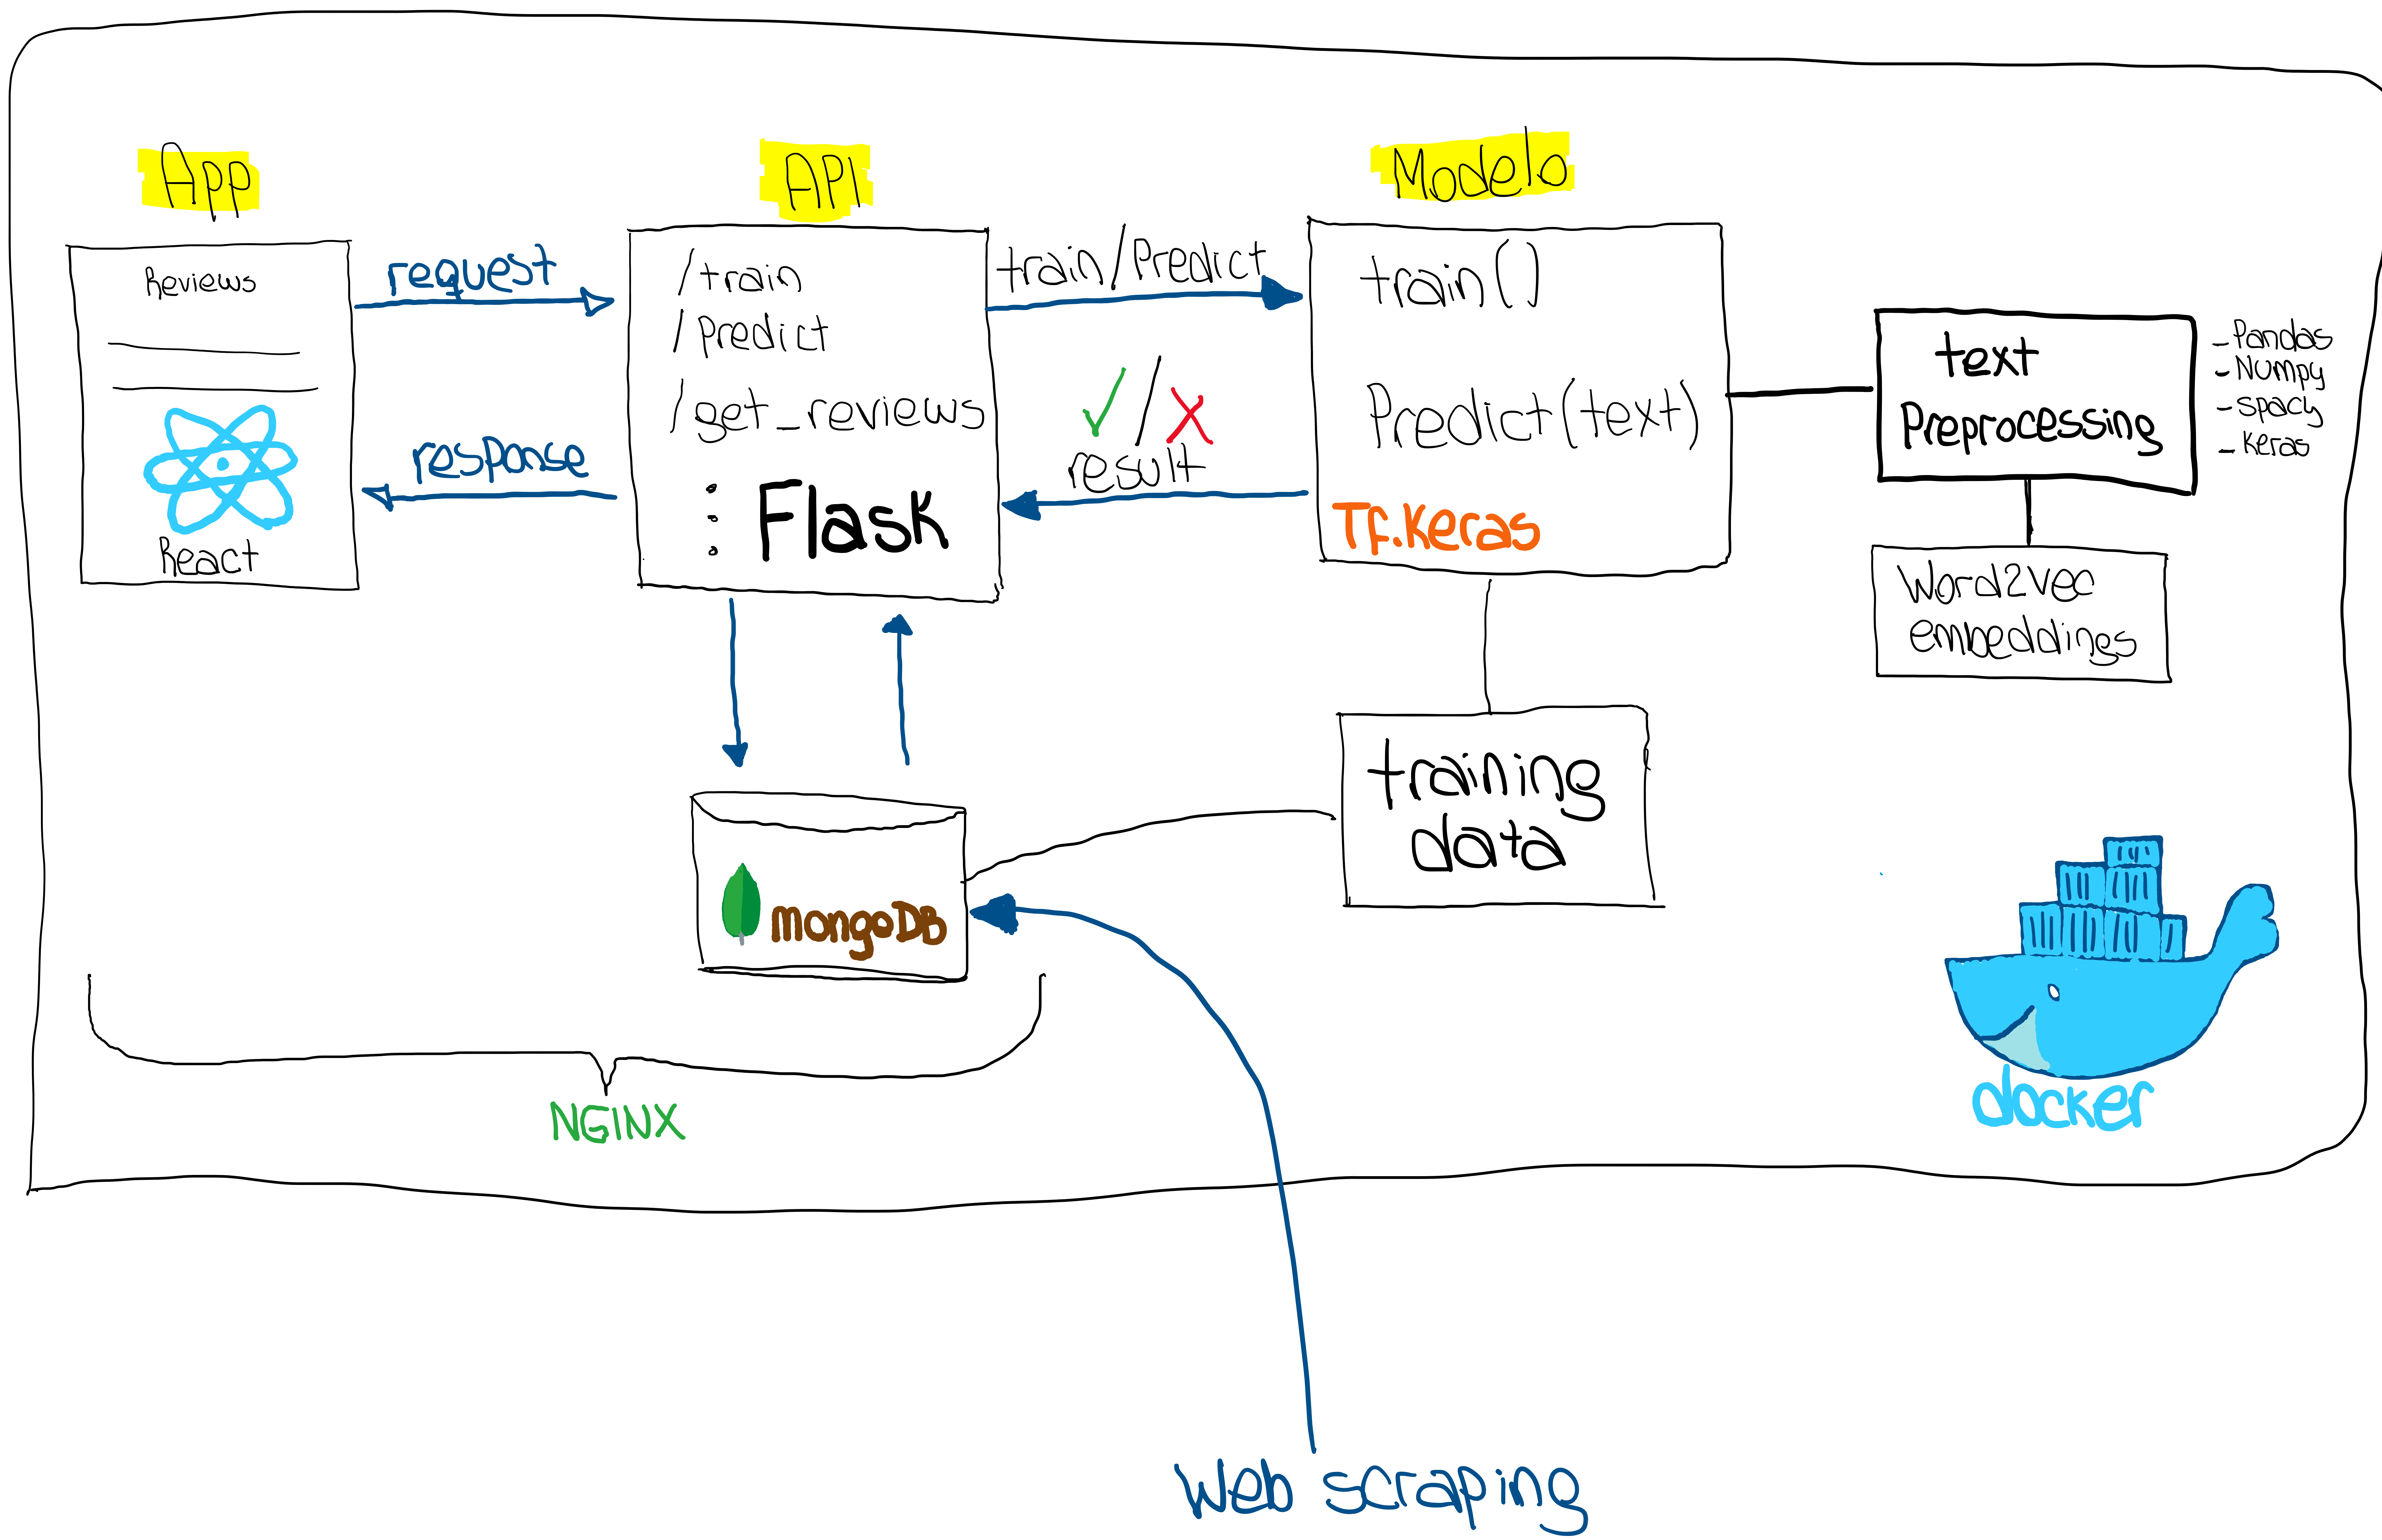 App
Reviews
React
request
respose
API
/train
/Predict
/get_reviews
Flask
train/Predict
result
Modelo
train()
Predict(text)
TF.Keras
text
Preprocessing
-Pandas
-Numpy
-Spacy
-Keras
Word2Vec
embeddings
training
data
mongoDB
NGINX
docker
Web scraping